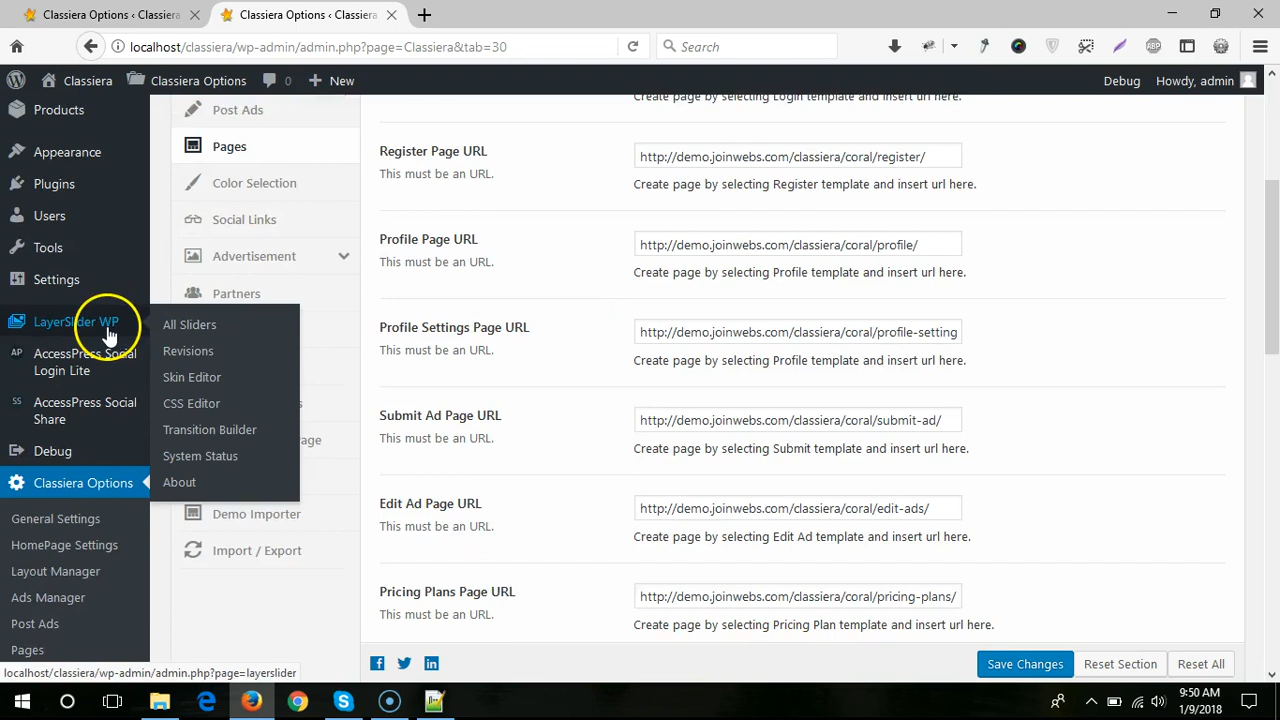 Classiera Options ‹ Classiera
Classiera Options ‹ Classiera
localhost/classiera/wp-admin/admin.php?page=Classiera&tab=30
Search
ABP
Classiera
Classiera Options
0
New
Debug
Howdy, admin
Products
Appearance
Plugins
Users
Tools
Settings
LayerSlider WP
AP
AccessPress Social
Login Lite
SS
AccessPress Social
Share
Debug
Classiera Options
General Settings
HomePage Settings
Layout Manager
Ads Manager
Post Ads
Pages
All Sliders
Revisions
Skin Editor
CSS Editor
Transition Builder
System Status
About
Post Ads
Pages
Color Selection
Social Links
Advertisement
Partners
Demo Importer
Import / Export
Create page by selecting Login template and insert url here.
Register Page URL
This must be an URL.
http://demo.joinwebs.com/classiera/coral/register/
Create page by selecting Register template and insert url here.
Profile Page URL
This must be an URL.
http://demo.joinwebs.com/classiera/coral/profile/
Create page by selecting Profile template and insert url here.
Profile Settings Page URL
This must be an URL.
http://demo.joinwebs.com/classiera/coral/profile-setting
Create page by selecting Profile template and insert url here.
Submit Ad Page URL
This must be an URL.
http://demo.joinwebs.com/classiera/coral/submit-ad/
Create page by selecting Submit template and insert url here.
Edit Ad Page URL
This must be an URL.
http://demo.joinwebs.com/classiera/coral/edit-ads/
Create page by selecting Edit Ad template and insert url here.
Pricing Plans Page URL
This must be an URL.
http://demo.joinwebs.com/classiera/coral/pricing-plans/
Create page by selecting Pricing Plan template and insert url here.
Save Changes
Reset Section
Reset All
localhost/classiera/wp-admin/admin.php?page=layerslider
9:50 AM
1/9/2018